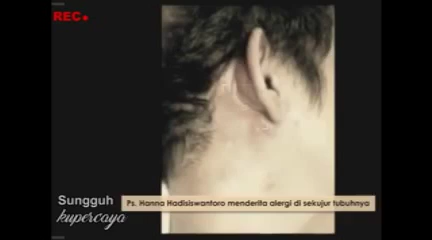 REC
Sungguh
kupercaya
Ps. Hanna Hadisiswantoro menderita alergi di sekujur tubuhnya